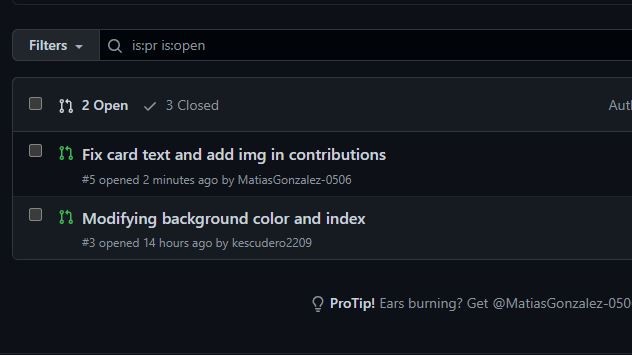 Filters is:pr is:open
2 Open 3 Closed
Fix card text and add img in contributions
#5 opened 2 minutes ago by MatiasGonzalez-0506
Modifying background color and index
#3 opened 14 hours ago by kescudero2209
ProTip! Ears burning? Get @MatiasGonzalez-050